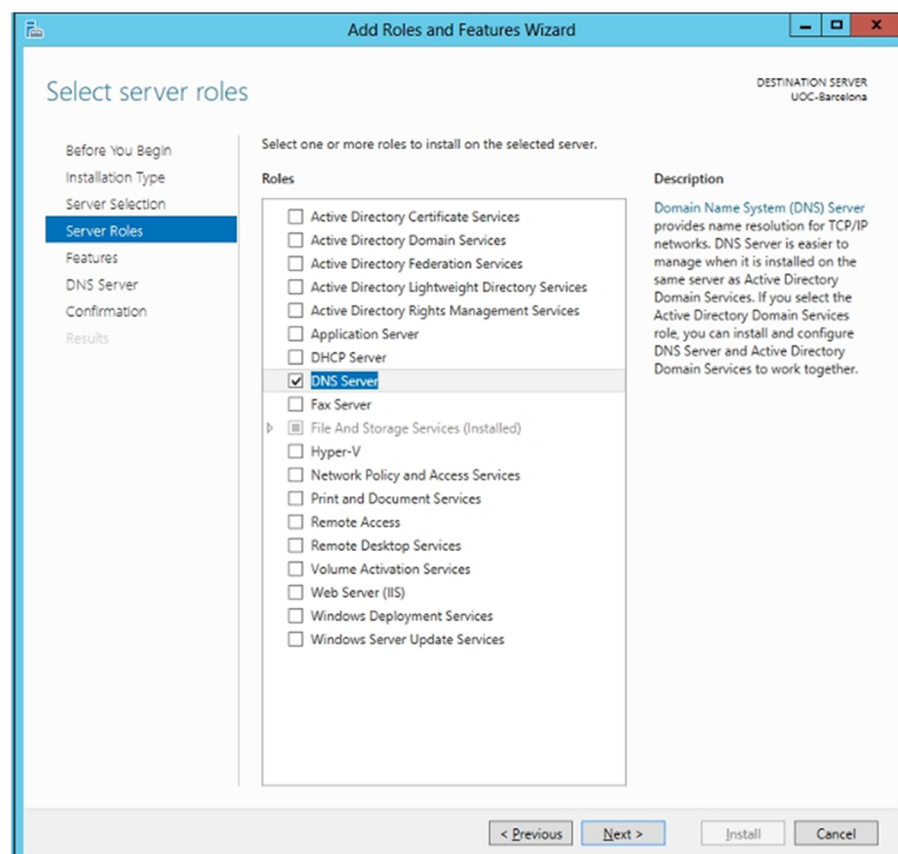 Add Roles and Features Wizard
Select server roles
DESTINATION SERVER
UOC-Barcelona
Before You Begin
Installation Type
Server Selection
Server Roles
Features
DNS Server
Confirmation
Results
Select one or more roles to install on the selected server.
Roles
Active Directory Certificate Services
Active Directory Domain Services
Active Directory Federation Services
Active Directory Lightweight Directory Services
Active Directory Rights Management Services
Application Server
DHCP Server
DNS Server
Fax Server
File And Storage Services (Installed)
Hyper-V
Network Policy and Access Services
Print and Document Services
Remote Access
Remote Desktop Services
Volume Activation Services
Web Server (IIS)
Windows Deployment Services
Windows Server Update Services
Description
Domain Name System (DNS) Server
provides name resolution for TCP/IP
networks. DNS Server is easier to
manage when it is installed on the
same server as Active Directory
Domain Services. If you select the
Active Directory Domain Services
role, you can install and configure
DNS Server and Active Directory
Domain Services to work together.
< Previous
Next >
Install
Cancel